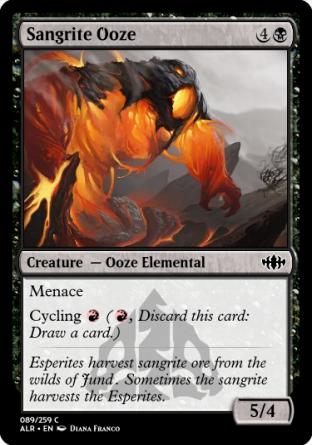 Sangrite Ooze 4
Creature — Ooze Elemental
Menace
Cycling (, Discard this card:
Draw a card.)
Esperites harvest sangrite ore from the
wilds of Jund. Sometimes the sangrite
harvests the Esperites.
5/4
089/259 C
ALR • EN Diana Franco